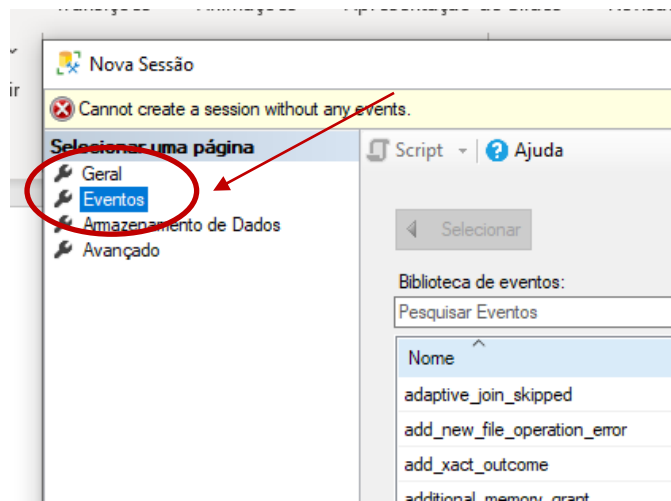 Nova Sessão
Cannot create a session without any events.
Selecionar uma página
Geral
Eventos
Armazenamento de Dados
Avançado
Script
Ajuda
Selecionar
Biblioteca de eventos:
Pesquisar Eventos
Nome
adaptive_join_skipped
add_new_file_operation_error
add_xact_outcome
additional_memory_grant